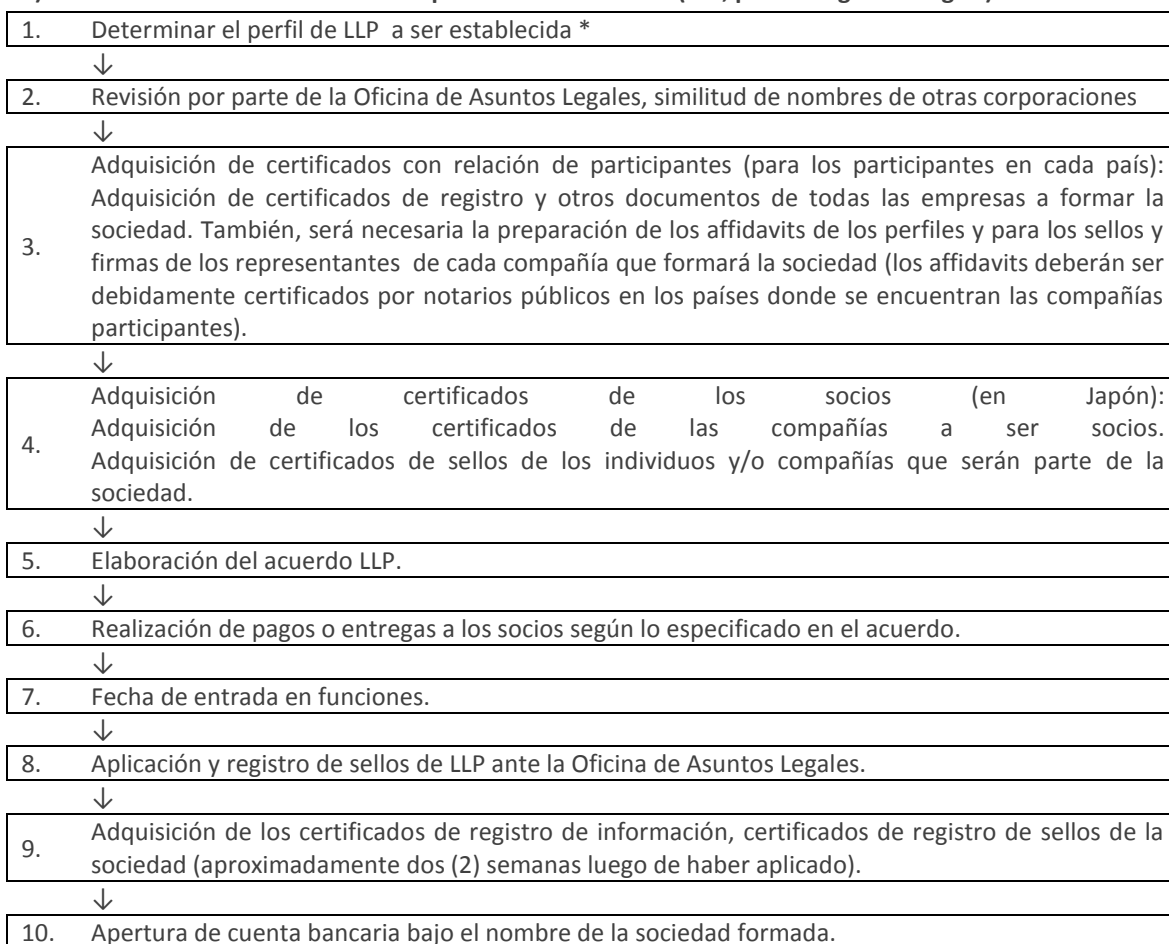 1. Determinar el perfil de LLP a ser establecida *
↓
2. Revisión por parte de la Oficina de Asuntos Legales, similitud de nombres de otras corporaciones
↓
Adquisición de certificados con relación de participantes (para los participantes en cada país):
Adquisición de certificados de registro y otros documentos de todas las empresas a formar la
sociedad. También, será necesaria la preparación de los affidavits de los perfiles y para los sellos y
3. firmas de los representantes de cada compañía que formará la sociedad (los affidavits deberán ser
debidamente certificados por notarios públicos en los países donde se encuentran las compañías
participantes).
↓
Adquisición de certificados de los socios (en Japón):
4. Adquisición de los certificados de las compañías a ser socios.
Adquisición de certificados de sellos de los individuos y/o compañías que serán parte de la
sociedad.
↓
5. Elaboración del acuerdo LLP.
↓
6. Realización de pagos o entregas a los socios según lo especificado en el acuerdo.
↓
7. Fecha de entrada en funciones.
↓
8. Aplicación y registro de sellos de LLP ante la Oficina de Asuntos Legales.
↓
9. Adquisición de los certificados de registro de información, certificados de registro de sellos de la
sociedad (aproximadamente dos (2) semanas luego de haber aplicado).
↓
10. Apertura de cuenta bancaria bajo el nombre de la sociedad formada.